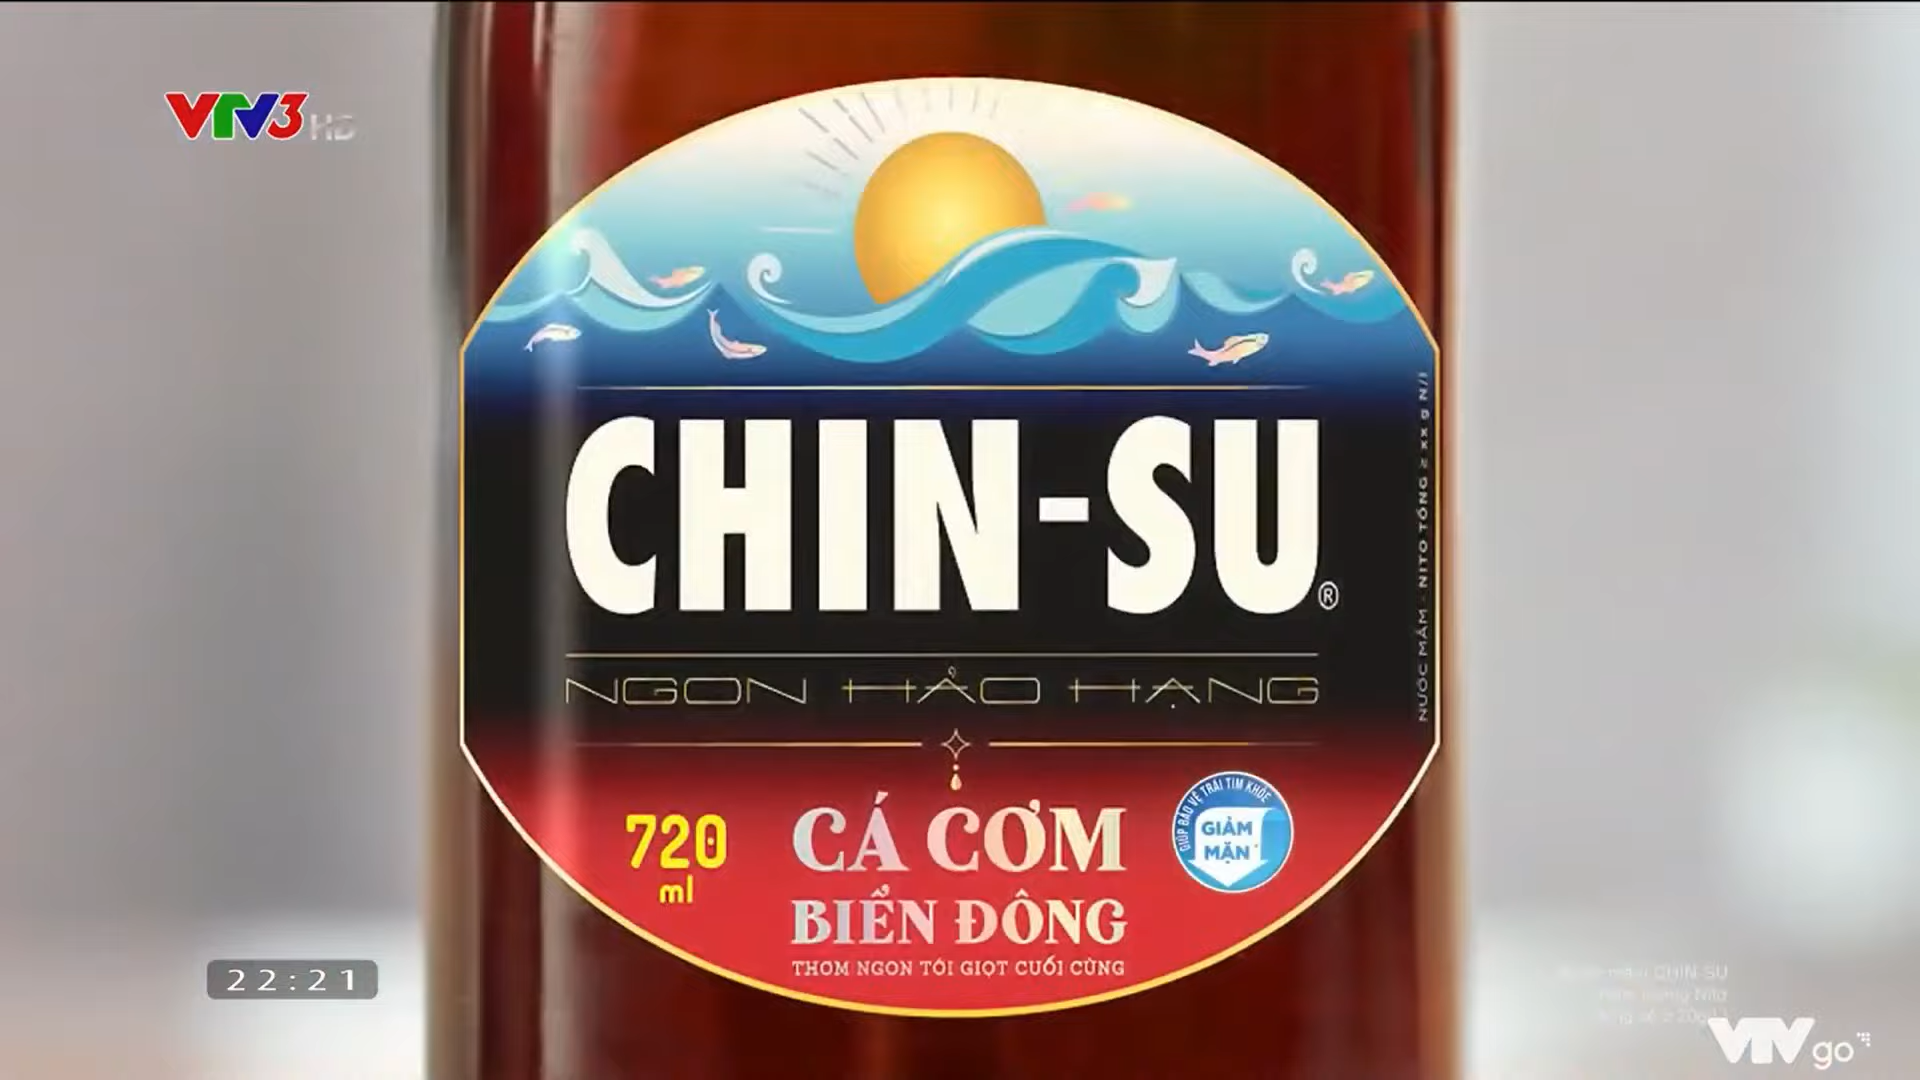 VTV3 HD
CHIN-SU®
NGON HẢO HẠNG
NƯỚC MẮM - NITO TỔNG ≥ xx g N/l
720
ml
CÁ CƠM
BIỂN ĐÔNG
THƠM NGON TỚI GIỌT CUỐI CÙNG
GIÚP BẢO VỆ TRÁI TIM KHỎE
GIẢM
MẶN
22:21
CHIN-SU
VTVgo